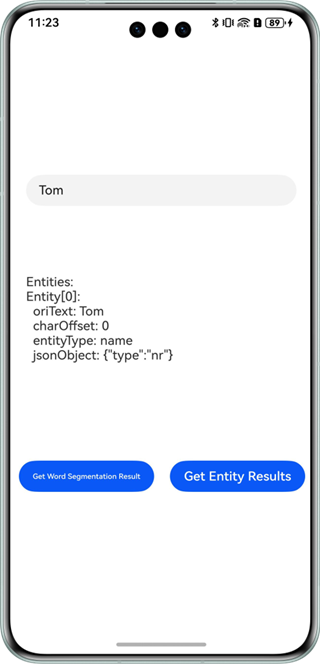 11:23
89
Tom
Entities:
Entity[0]:
oriText: Tom
charOffset: 0
entityType: name
jsonObject: {"type":"nr"}
Get Word Segmentation Result
Get Entity Results